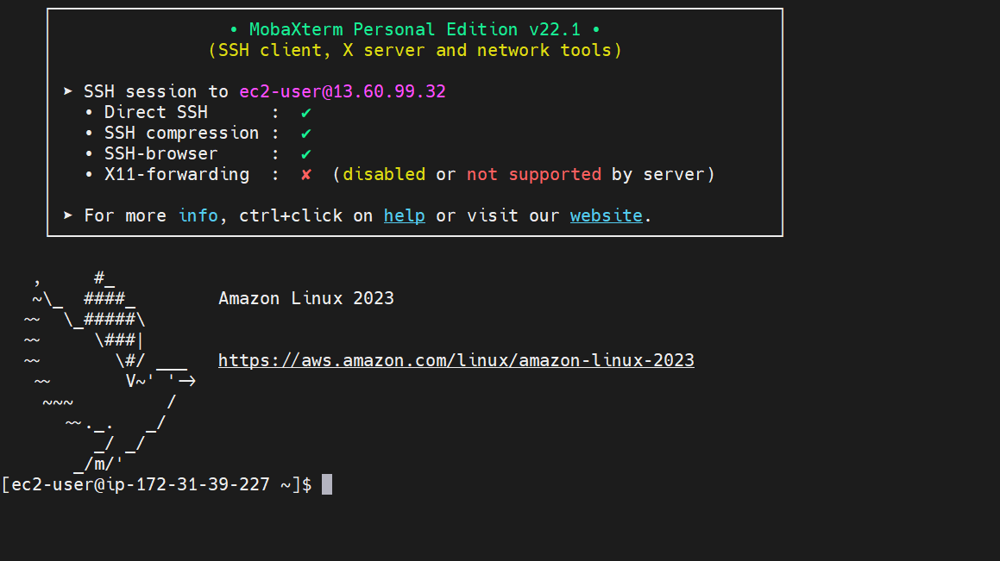 • MobaXterm Personal Edition v22.1 •
(SSH client, X server and network tools)
➤ SSH session to ec2-user@13.60.99.32
• Direct SSH      :  ✔
• SSH compression :  ✔
• SSH-browser     :  ✔
• X11-forwarding  :  ✘  (disabled or not supported by server)
➤ For more info, ctrl+click on help or visit our website.
   ,     #_
   ~\_  ####_        Amazon Linux 2023
  ~~  \_#####\
  ~~     \###|
  ~~       \#/ ___   https://aws.amazon.com/linux/amazon-linux-2023
   ~~       V~' '->
    ~~~         /
      ~~._.   _/
         _/ _/
       _/m/'
[ec2-user@ip-172-31-39-227 ~]$